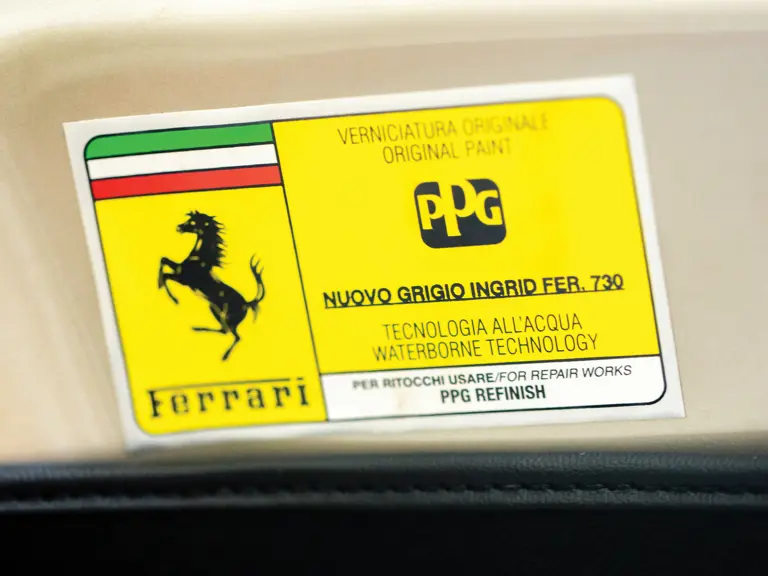 VERNICIATURA ORIGINALE
ORIGINAL PAINT
PPG
NUOVO GRIGIO INGRID FER. 730
TECNOLOGIA ALL'ACQUA
WATERBORNE TECHNOLOGY
PER RITOCCHI USARE/FOR REPAIR WORKS
PPG REFINISH
Ferrari